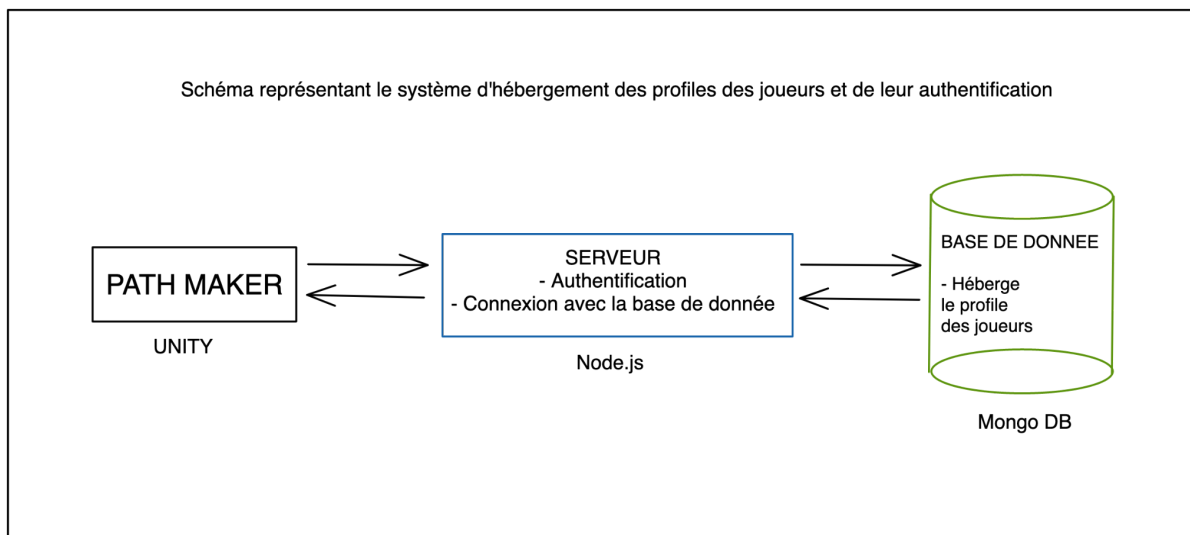 Schéma représentant le système d'hébergement des profiles des joueurs et de leur authentification
PATH MAKER
UNITY
SERVEUR
- Authentification
- Connexion avec la base de donnée
Node.js
BASE DE DONNEE
- Héberge
le profile
des joueurs
Mongo DB